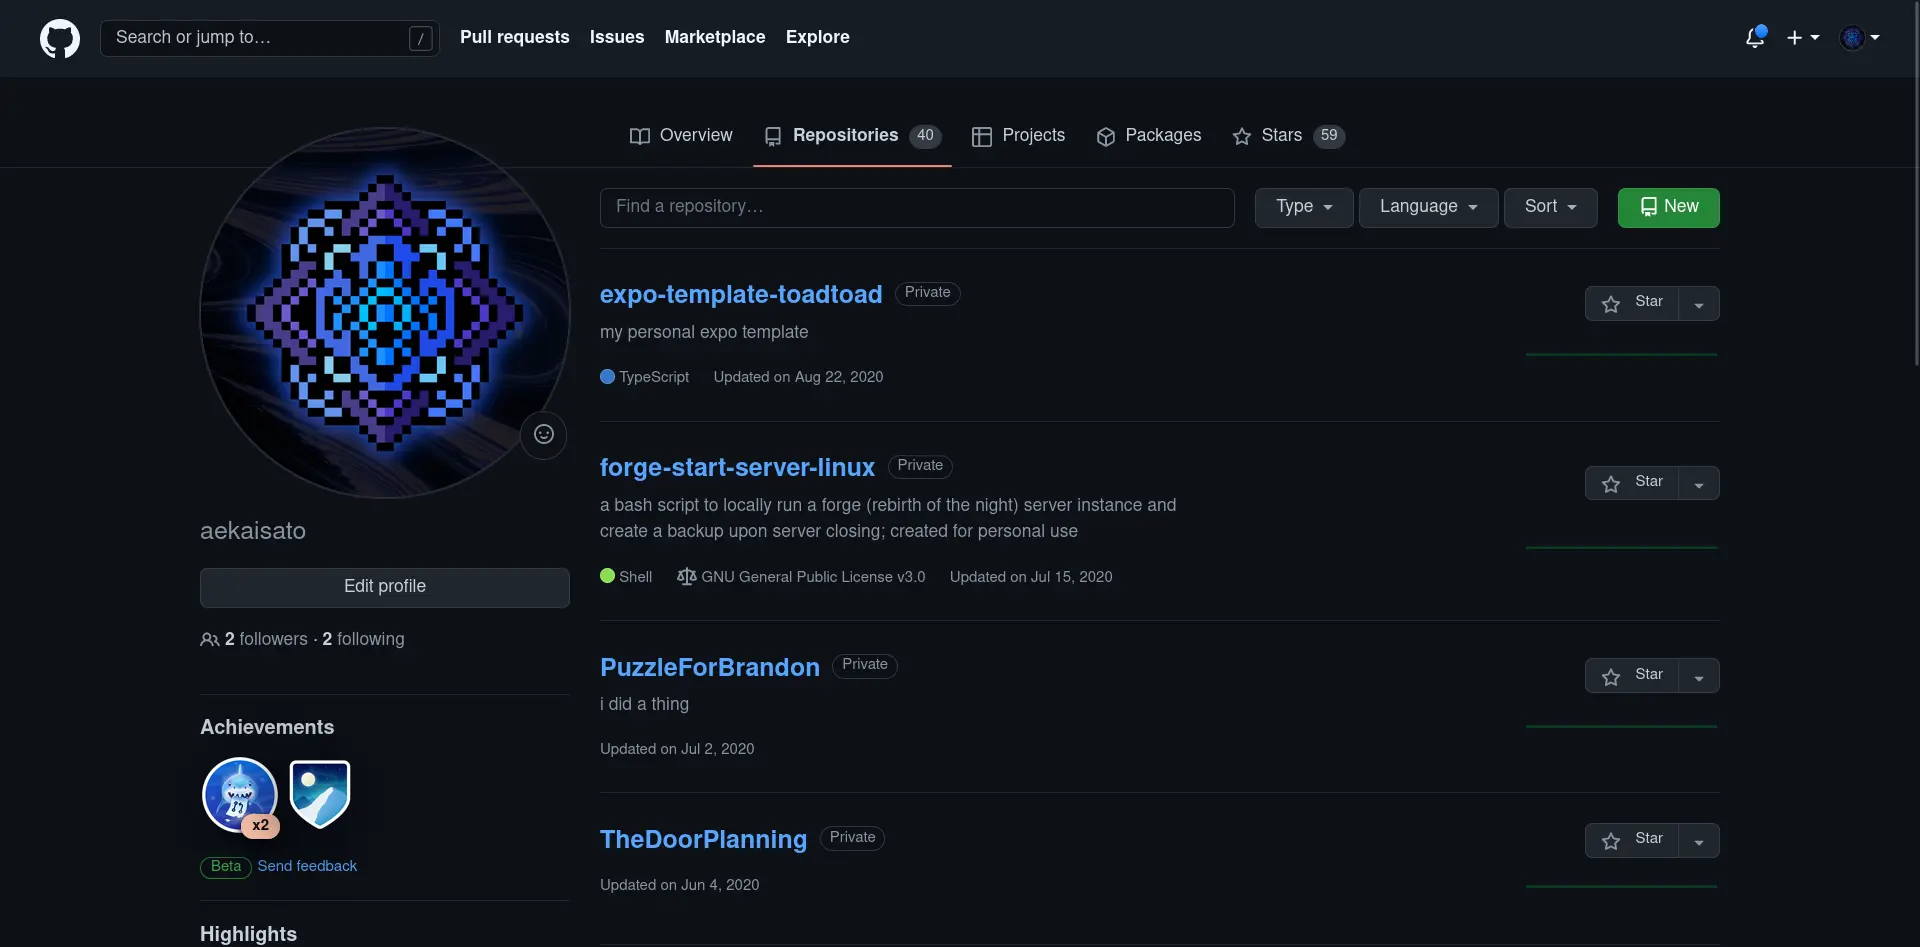 Search or jump to…
/
Pull requests
Issues
Marketplace
Explore
Overview
Repositories 40
Projects
Packages
Stars 59
Find a repository…
Type
Language
Sort
New
aekaisato
Edit profile
2 followers · 2 following
Achievements
x2
Beta Send feedback
Highlights
expo-template-toadtoad Private
Star
my personal expo template
TypeScript Updated on Aug 22, 2020
forge-start-server-linux Private
Star
a bash script to locally run a forge (rebirth of the night) server instance and
create a backup upon server closing; created for personal use
Shell GNU General Public License v3.0 Updated on Jul 15, 2020
PuzzleForBrandon Private
Star
i did a thing
Updated on Jul 2, 2020
TheDoorPlanning Private
Star
Updated on Jun 4, 2020